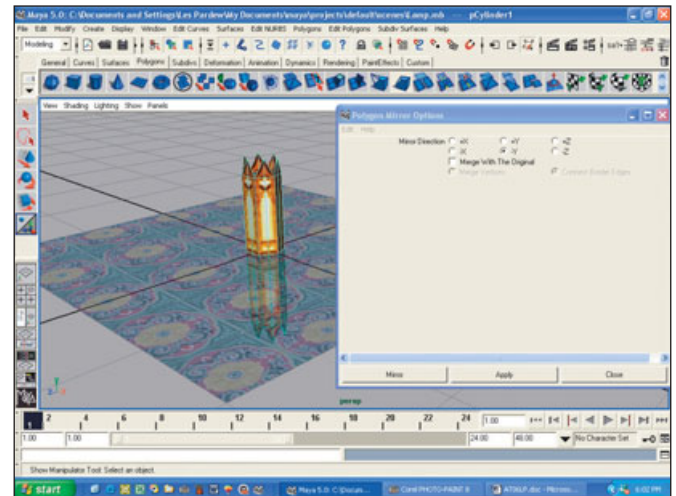 Maya 5.0: C:\Documents and Settings\Les Pardew\My Documents\maya\projects\default\scenes\Lamp.mb --- pCylinder1
File Edit Modify Create Display Window Edit Curves Surfaces Edit NURBS Polygons Edit Polygons Subdiv Surfaces Help
Modeling
General Curves Surfaces Polygons Subdivs Deformation Animation Dynamics Rendering PaintEffects Custom
View Shading Lighting Show Panels
Polygon Mirror Options
Edit Help
Mirror Direction +X +Y +Z
-X -Y -Z
Merge With The Original
Merge Vertices Connect Border Edges
Mirror Apply Close
persp
2 4 6 8 10 12 14 16 18 20 22 24 1.00
1
1.00 1.00 24.00 48.00 No Character Set
Show Manipulator Tool: Select an object.
start Maya 5.0: C:\Docum... Corel PHOTO-PAINT 8 6:02 PM